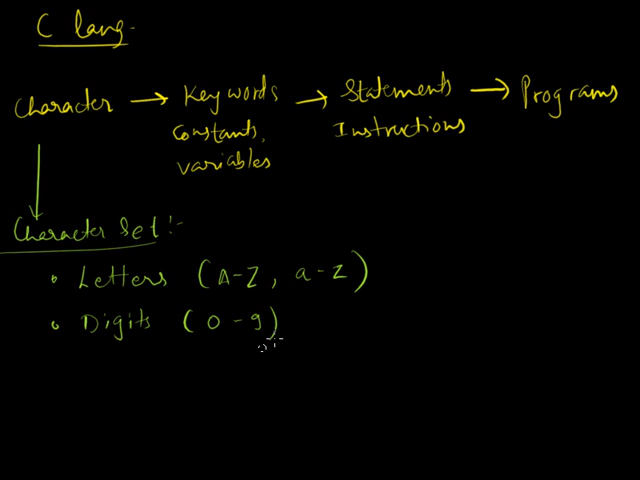 C lang.
Character → Keywords → Statements → Programs
constants, Instructions
variables
Character Set :-
• Letters (A-Z, a-z)
• Digits (0-9)